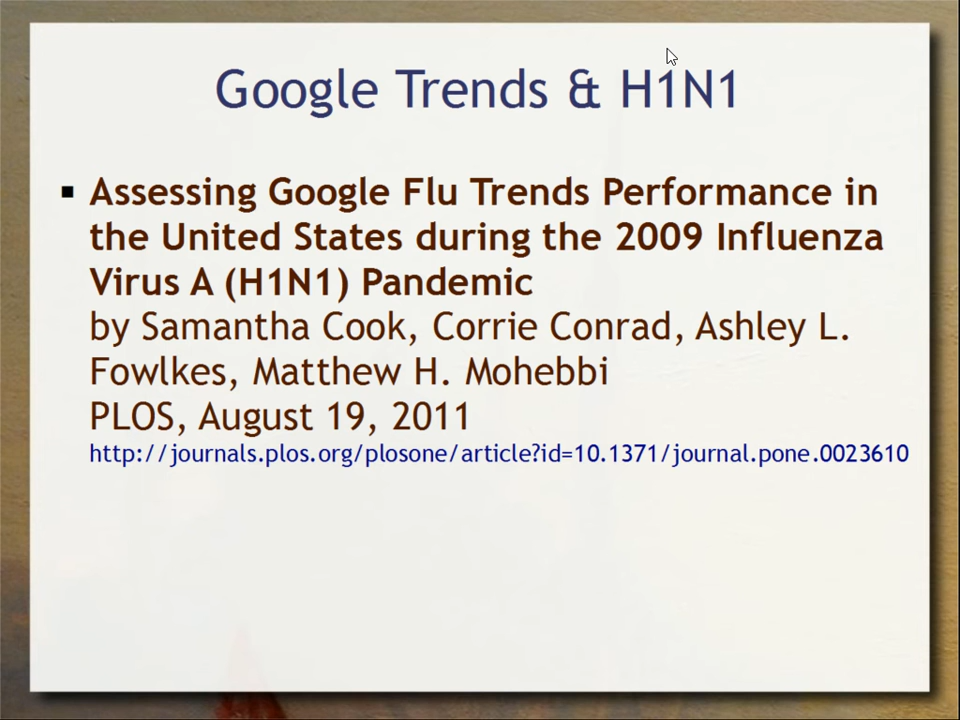 Google Trends & H1N1
▪ Assessing Google Flu Trends Performance in
the United States during the 2009 Influenza
Virus A (H1N1) Pandemic
by Samantha Cook, Corrie Conrad, Ashley L.
Fowlkes, Matthew H. Mohebbi
PLOS, August 19, 2011
http://journals.plos.org/plosone/article?id=10.1371/journal.pone.0023610